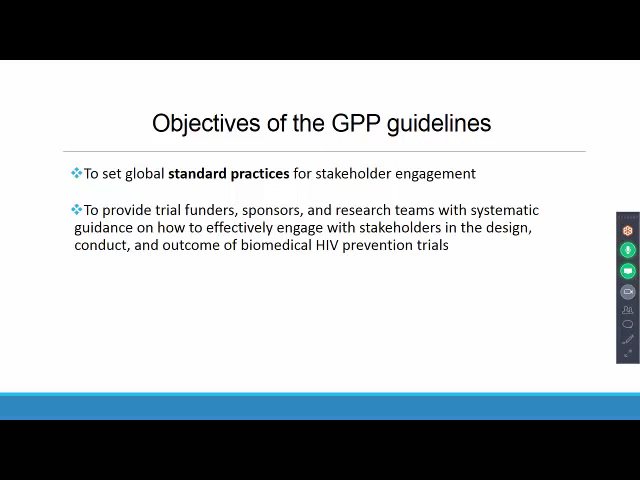 Objectives of the GPP guidelines
❖To set global standard practices for stakeholder engagement
❖To provide trial funders, sponsors, and research teams with systematic
guidance on how to effectively engage with stakeholders in the design,
conduct, and outcome of biomedical HIV prevention trials